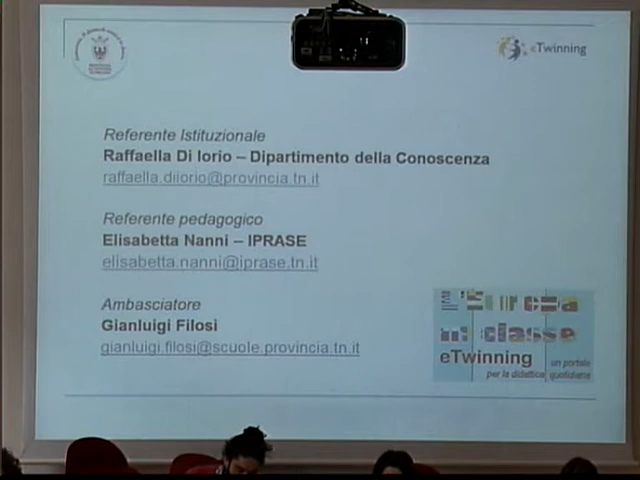 eTwinning
Referente Istituzionale
Raffaella Di Iorio – Dipartimento della Conoscenza
raffaella.diiorio@provincia.tn.it
Referente pedagogico
Elisabetta Nanni – IPRASE
elisabetta.nanni@iprase.tn.it
Ambasciatore
Gianluigi Filosi
gianluigi.filosi@scuole.provincia.tn.it
L'Europa
in classe
eTwinning
un portale
per la didattica quotidiana